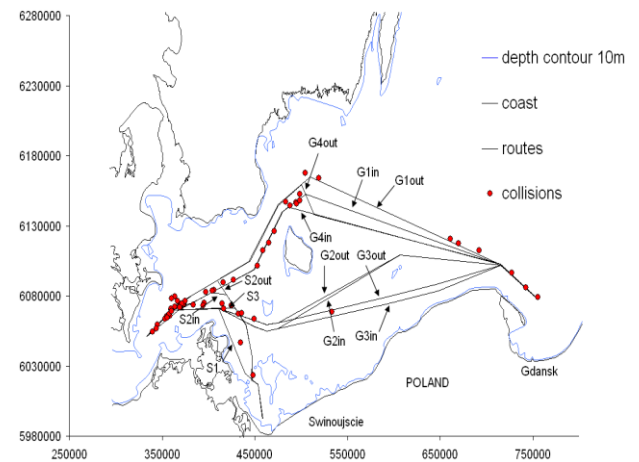 6280000
6230000
6180000
6130000
6080000
6030000
5980000
250000 350000 450000 550000 650000 750000
depth contour 10m
coast
routes
collisions
G4out
G1in
G1out
G4in
G2out
G3out
S2out
S3
S2in
G2in
G3in
S1
POLAND
Gdansk
Swinoujscie